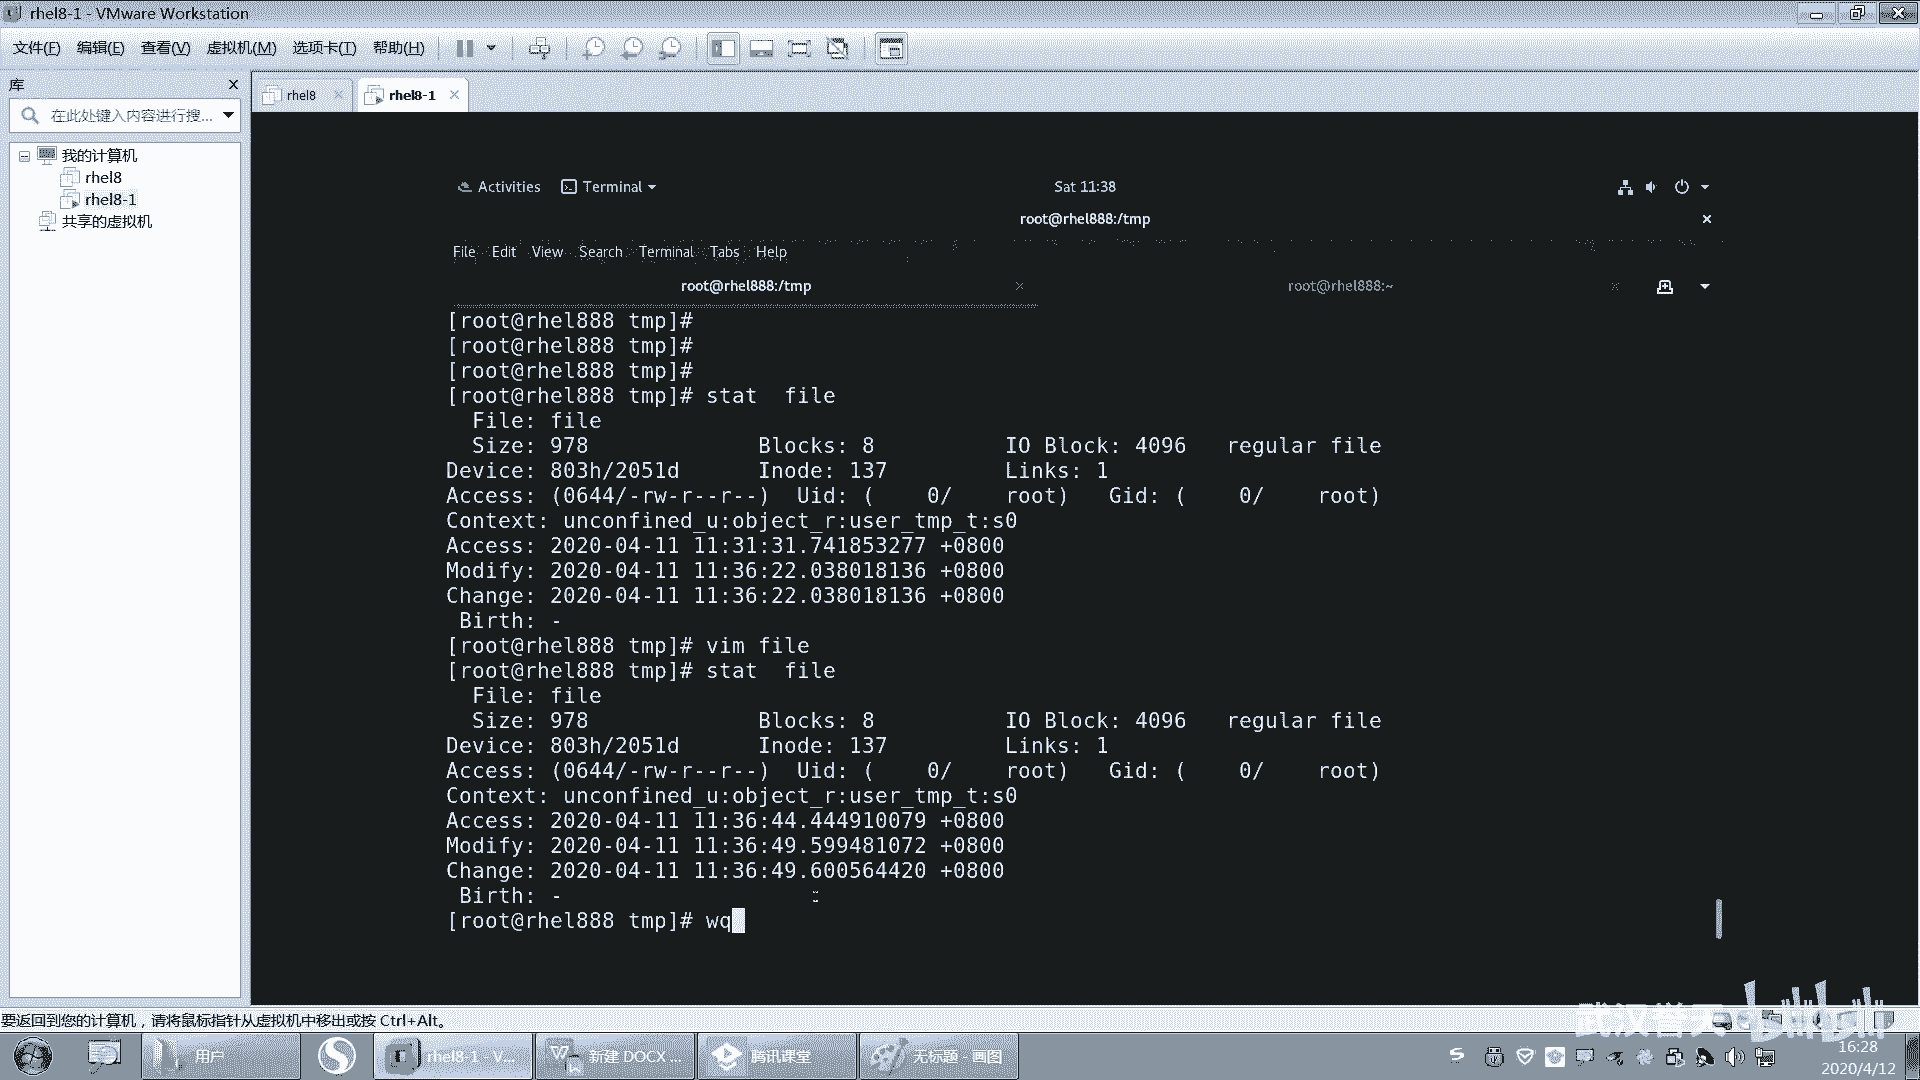 rhel8-1 - VMware Workstation
文件(F) 编辑(E) 查看(V) 虚拟机(M) 选项卡(T) 帮助(H)
库
在此处键入内容进行搜...
我的计算机
rhel8
rhel8-1
共享的虚拟机
rhel8 rhel8-1
Activities Terminal Sat 11:38
root@rhel888:/tmp
File Edit View Search Terminal Tabs Help
root@rhel888:/tmp root@rhel888:~
[root@rhel888 tmp]#
[root@rhel888 tmp]#
[root@rhel888 tmp]#
[root@rhel888 tmp]# stat  file
  File: file
  Size: 978             Blocks: 8          IO Block: 4096   regular file
Device: 803h/2051d      Inode: 137         Links: 1
Access: (0644/-rw-r--r--)  Uid: (    0/    root)   Gid: (    0/    root)
Context: unconfined_u:object_r:user_tmp_t:s0
Access: 2020-04-11 11:31:31.741853277 +0800
Modify: 2020-04-11 11:36:22.038018136 +0800
Change: 2020-04-11 11:36:22.038018136 +0800
 Birth: -
[root@rhel888 tmp]# vim file
[root@rhel888 tmp]# stat  file
  File: file
  Size: 978             Blocks: 8          IO Block: 4096   regular file
Device: 803h/2051d      Inode: 137         Links: 1
Access: (0644/-rw-r--r--)  Uid: (    0/    root)   Gid: (    0/    root)
Context: unconfined_u:object_r:user_tmp_t:s0
Access: 2020-04-11 11:36:44.444910079 +0800
Modify: 2020-04-11 11:36:49.599481072 +0800
Change: 2020-04-11 11:36:49.600564420 +0800
 Birth: -
[root@rhel888 tmp]# wq
要返回到您的计算机，请将鼠标指针从虚拟机中移出或按 Ctrl+Alt。
武汉誉天 bilibili
用户 rhel8-1 - V... 新建 DOCX ... 腾讯课堂 无标题 - 画图
16:28
2020/4/12